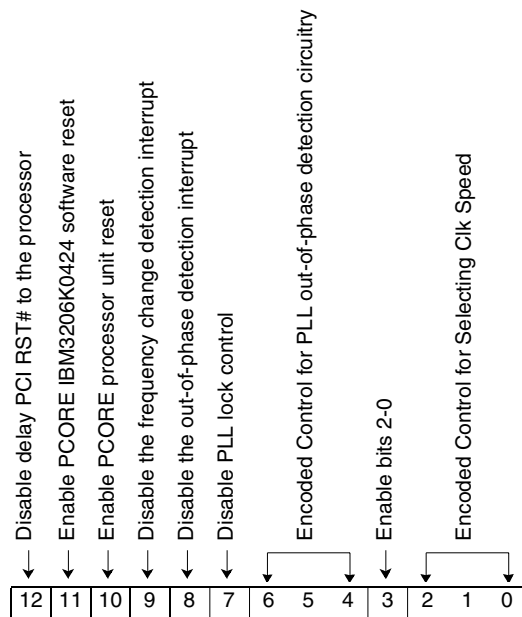 Disable delay PCI RST# to the processor
Enable PCORE IBM3206K0424 software reset
Enable PCORE processor unit reset
Disable the frequency change detection interrupt
Disable the out-of-phase detection interrupt
Disable PLL lock control
Encoded Control for PLL out-of-phase detection circuitry
Enable bits 2-0
Encoded Control for Selecting Clk Speed
12 11 10 9 8 7 6 5 4 3 2 1 0